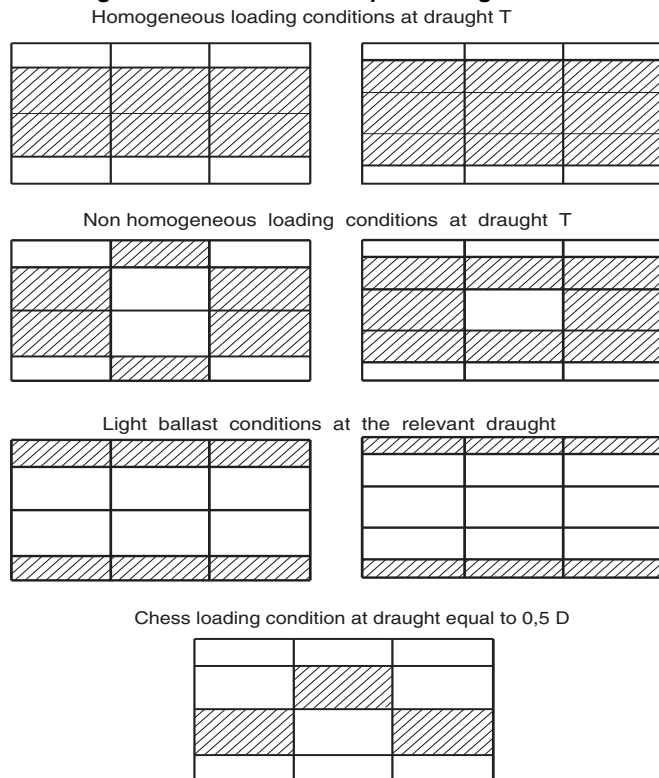 Homogeneous loading conditions at draught T
Non homogeneous loading conditions at draught T
Light ballast conditions at the relevant draught
Chess loading condition at draught equal to 0,5 D